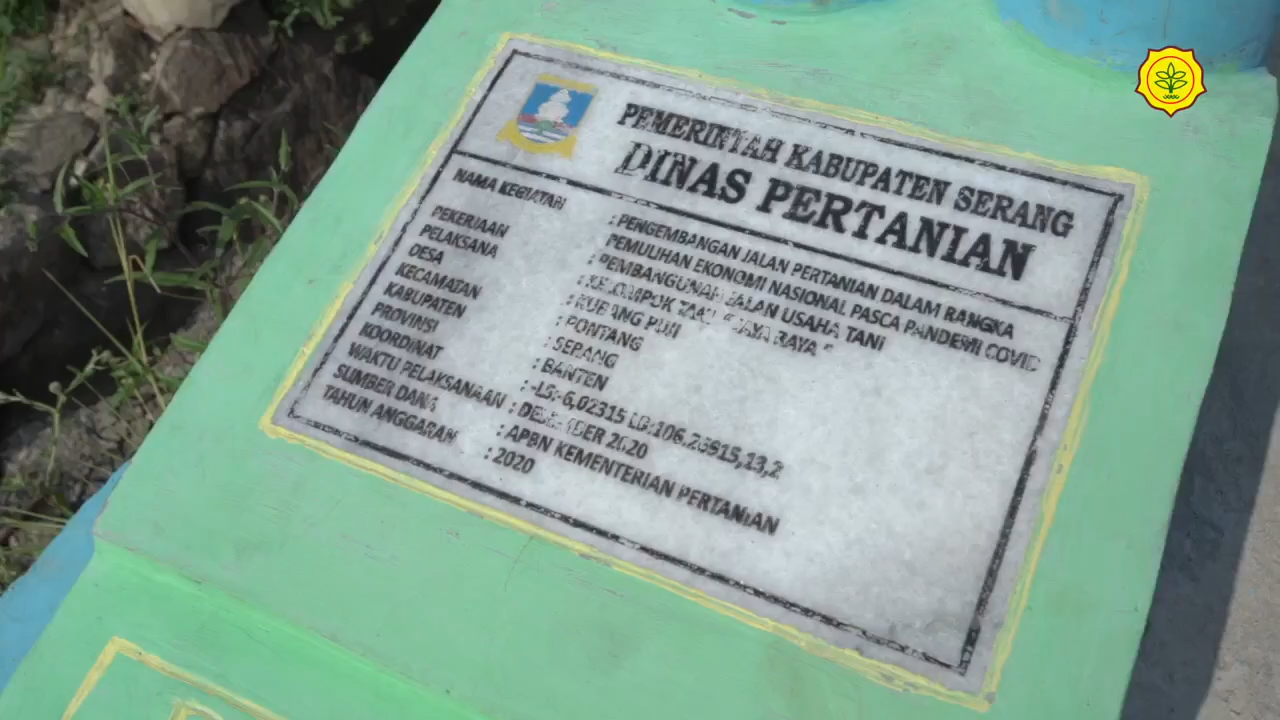 PEMERINTAH KABUPATEN SERANG
DINAS PERTANIAN
NAMA KEGIATAN : PENGEMBANGAN JALAN PERTANIAN DALAM RANGKA
PEMULIHAN EKONOMI NASIONAL PASCA PANDEMI COVID
PEKERJAAN : PEMBANGUNAN JALAN USAHA TANI
PELAKSANA : KELOMPOK TANI JAYA RAYA
DESA : KUBANG PUJI
KECAMATAN : PONTANG
KABUPATEN : SERANG
PROVINSI : BANTEN
KOORDINAT : -LS:-6,02315 LB:106,26915,13,2
WAKTU PELAKSANAAN : DESEMBER 2020
SUMBER DANA : APBN KEMENTERIAN PERTANIAN
TAHUN ANGGARAN : 2020